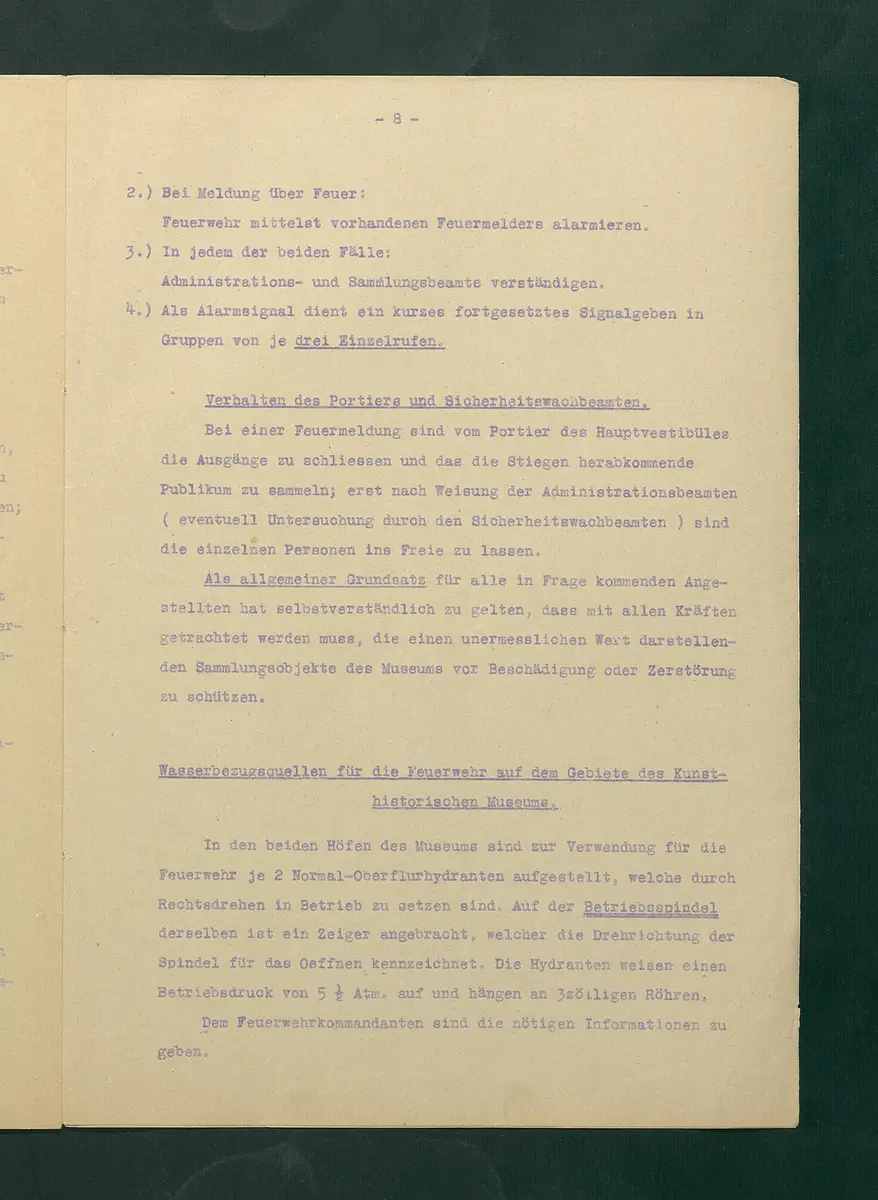 - 8 -
2.) Bei Meldung über Feuer:
Feuerwehr mittelst vorhandenen Feuermelders alarmieren.
3.) In jedem der beiden Fälle:
Administrations- und Sammlungsbeamte verständigen.
4.) Als Alarmsignal dient ein kurzes fortgesetztes Signalgeben in
Gruppen von je drei Einzelrufen.
Verhalten des Portiers und Sicherheitswachbeamten.
Bei einer Feuermeldung sind vom Portier des Hauptvestibüles
die Ausgänge zu schliessen und das die Stiegen herabkommende
Publikum zu sammeln; erst nach Weisung der Administrationsbeamten
( eventuell Untersuchung durch den Sicherheitswachbeamten ) sind
die einzelnen Personen ins Freie zu lassen.
Als allgemeiner Grundsatz für alle in Frage kommenden Ange-
stellten hat selbstverständlich zu gelten, dass mit allen Kräften
getrachtet werden muss, die einen unermesslichen Wert darstellen-
den Sammlungsobjekte des Museums vor Beschädigung oder Zerstörung
zu schützen.
Wasserbezugsquellen für die Feuerwehr auf dem Gebiete des Kunst-
historischen Museums.
In den beiden Höfen des Museums sind zur Verwendung für die
Feuerwehr je 2 Normal-Oberflurhydranten aufgestellt, welche durch
Rechtsdrehen in Betrieb zu setzen sind. Auf der Betriebsspindel
derselben ist ein Zeiger angebracht, welcher die Drehrichtung der
Spindel für das Oeffnen kennzeichnet. Die Hydranten weisen einen
Betriebsdruck von 5 ½ Atm. auf und hängen an 3zölligen Röhren.
Dem Feuerwehrkommandanten sind die nötigen Informationen zu
geben.